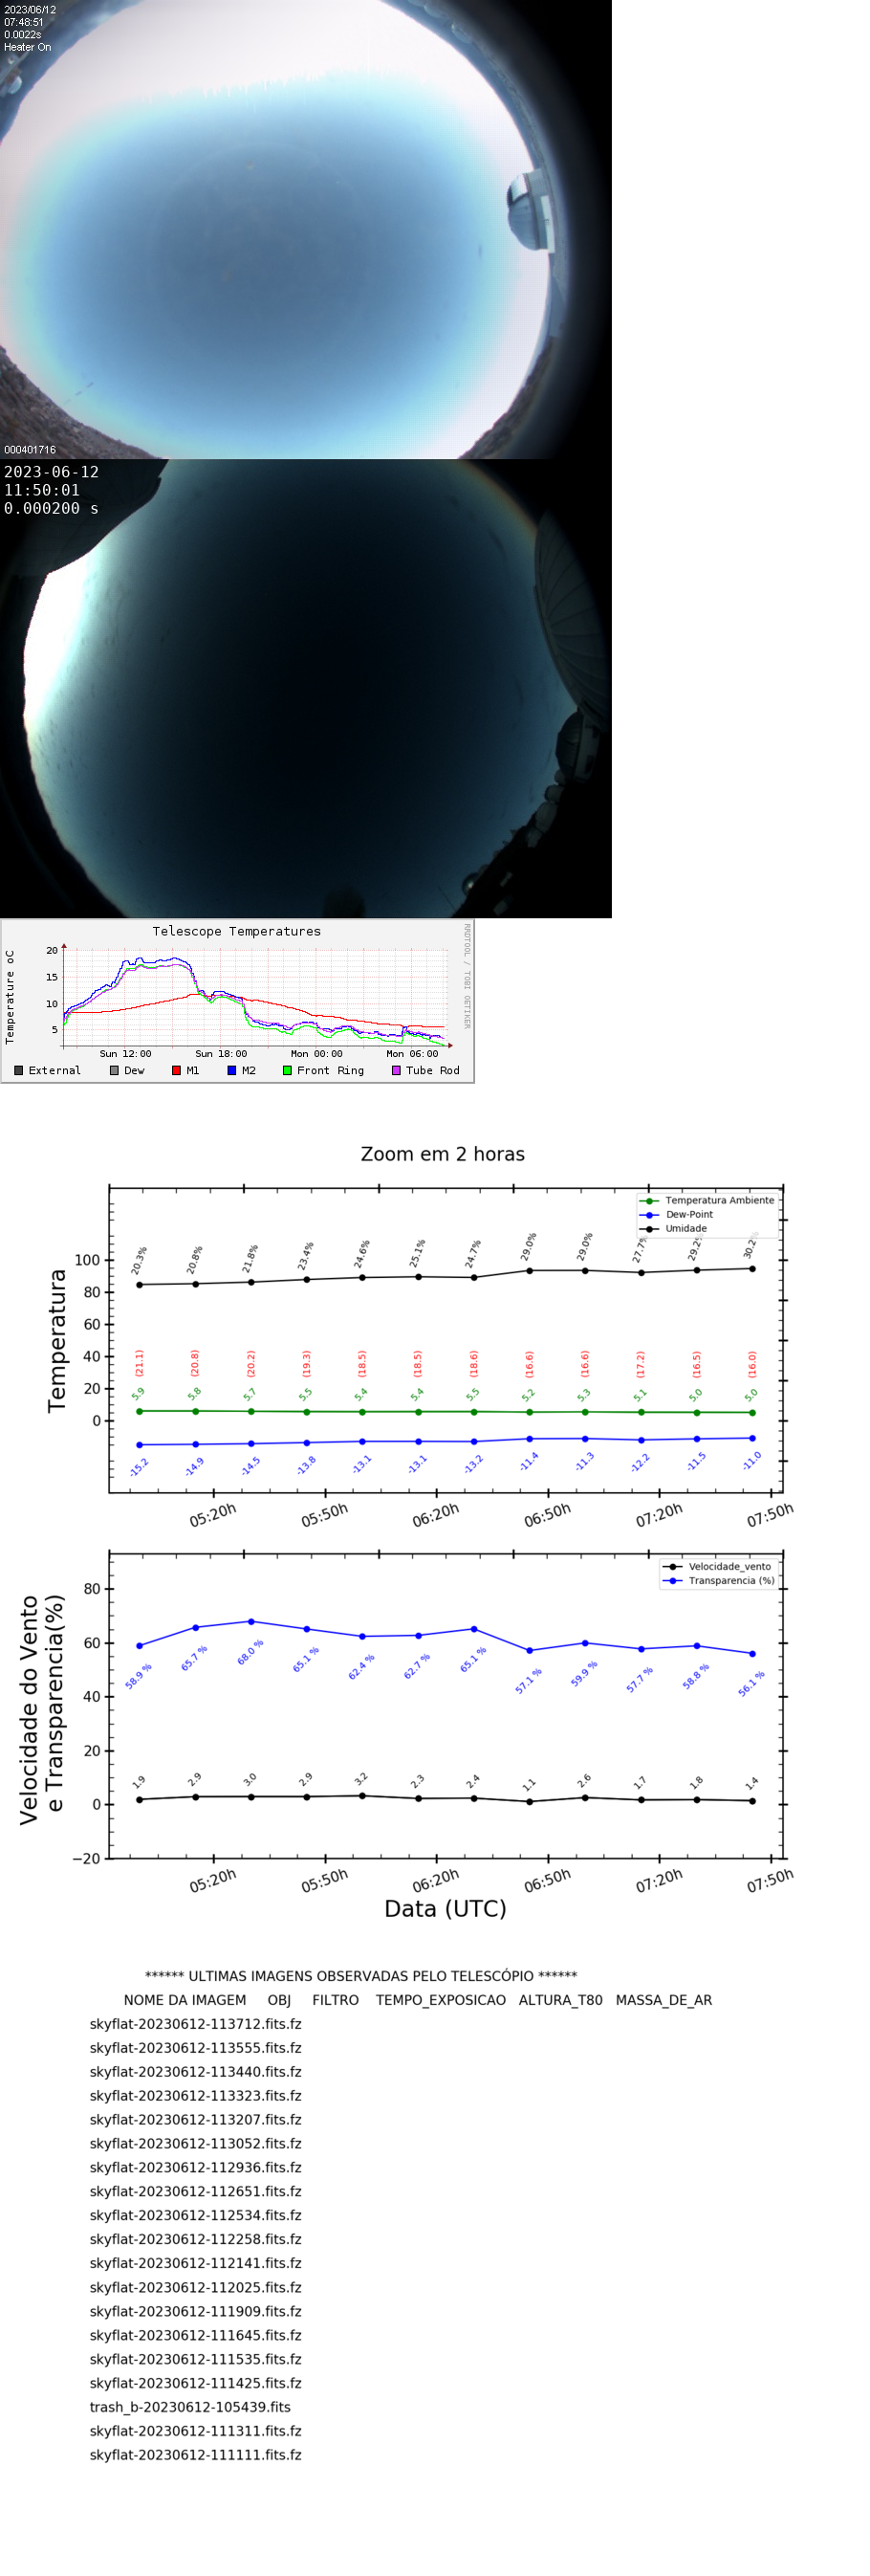 2023/06/12
07:48:51
0.0022s
Heater On
000401716
2023-06-12
11:50:01
0.000200 s
Telescope Temperatures
RRDTOOL / TOBI OETIKER
Temperature oC
20
15
10
5
Sun 12:00 Sun 18:00 Mon 00:00 Mon 06:00
External Dew M1 M2 Front Ring Tube Rod
Zoom em 2 horas
Temperatura Ambiente
Dew-Point
Umidade
Temperatura
100
80
60
40
20
0
20.3% 20.8% 21.8% 23.4% 24.6% 25.1% 24.7% 29.0% 29.0% 27.7% 29.2% 30.2%
(21.1) (20.8) (20.2) (19.3) (18.5) (18.5) (18.6) (16.6) (16.6) (17.2) (16.5) (16.0)
5.9 5.8 5.7 5.5 5.4 5.4 5.5 5.2 5.3 5.1 5.0 5.0
-15.2 -14.9 -14.5 -13.8 -13.1 -13.1 -13.2 -11.4 -11.3 -12.2 -11.5 -11.0
05:20h 05:50h 06:20h 06:50h 07:20h 07:50h
Velocidade_vento
Transparencia (%)
Velocidade do Vento
e Transparencia(%)
80
60
40
20
0
−20
58.9 % 65.7 % 68.0 % 65.1 % 62.4 % 62.7 % 65.1 % 57.1 % 59.9 % 57.7 % 58.8 % 56.1 %
1.9 2.9 3.0 2.9 3.2 2.3 2.4 1.1 2.6 1.7 1.8 1.4
05:20h 05:50h 06:20h 06:50h 07:20h 07:50h
Data (UTC)
****** ULTIMAS IMAGENS OBSERVADAS PELO TELESCÓPIO ******
NOME DA IMAGEM OBJ FILTRO TEMPO_EXPOSICAO ALTURA_T80 MASSA_DE_AR
skyflat-20230612-113712.fits.fz
skyflat-20230612-113555.fits.fz
skyflat-20230612-113440.fits.fz
skyflat-20230612-113323.fits.fz
skyflat-20230612-113207.fits.fz
skyflat-20230612-113052.fits.fz
skyflat-20230612-112936.fits.fz
skyflat-20230612-112651.fits.fz
skyflat-20230612-112534.fits.fz
skyflat-20230612-112258.fits.fz
skyflat-20230612-112141.fits.fz
skyflat-20230612-112025.fits.fz
skyflat-20230612-111909.fits.fz
skyflat-20230612-111645.fits.fz
skyflat-20230612-111535.fits.fz
skyflat-20230612-111425.fits.fz
trash_b-20230612-105439.fits
skyflat-20230612-111311.fits.fz
skyflat-20230612-111111.fits.fz